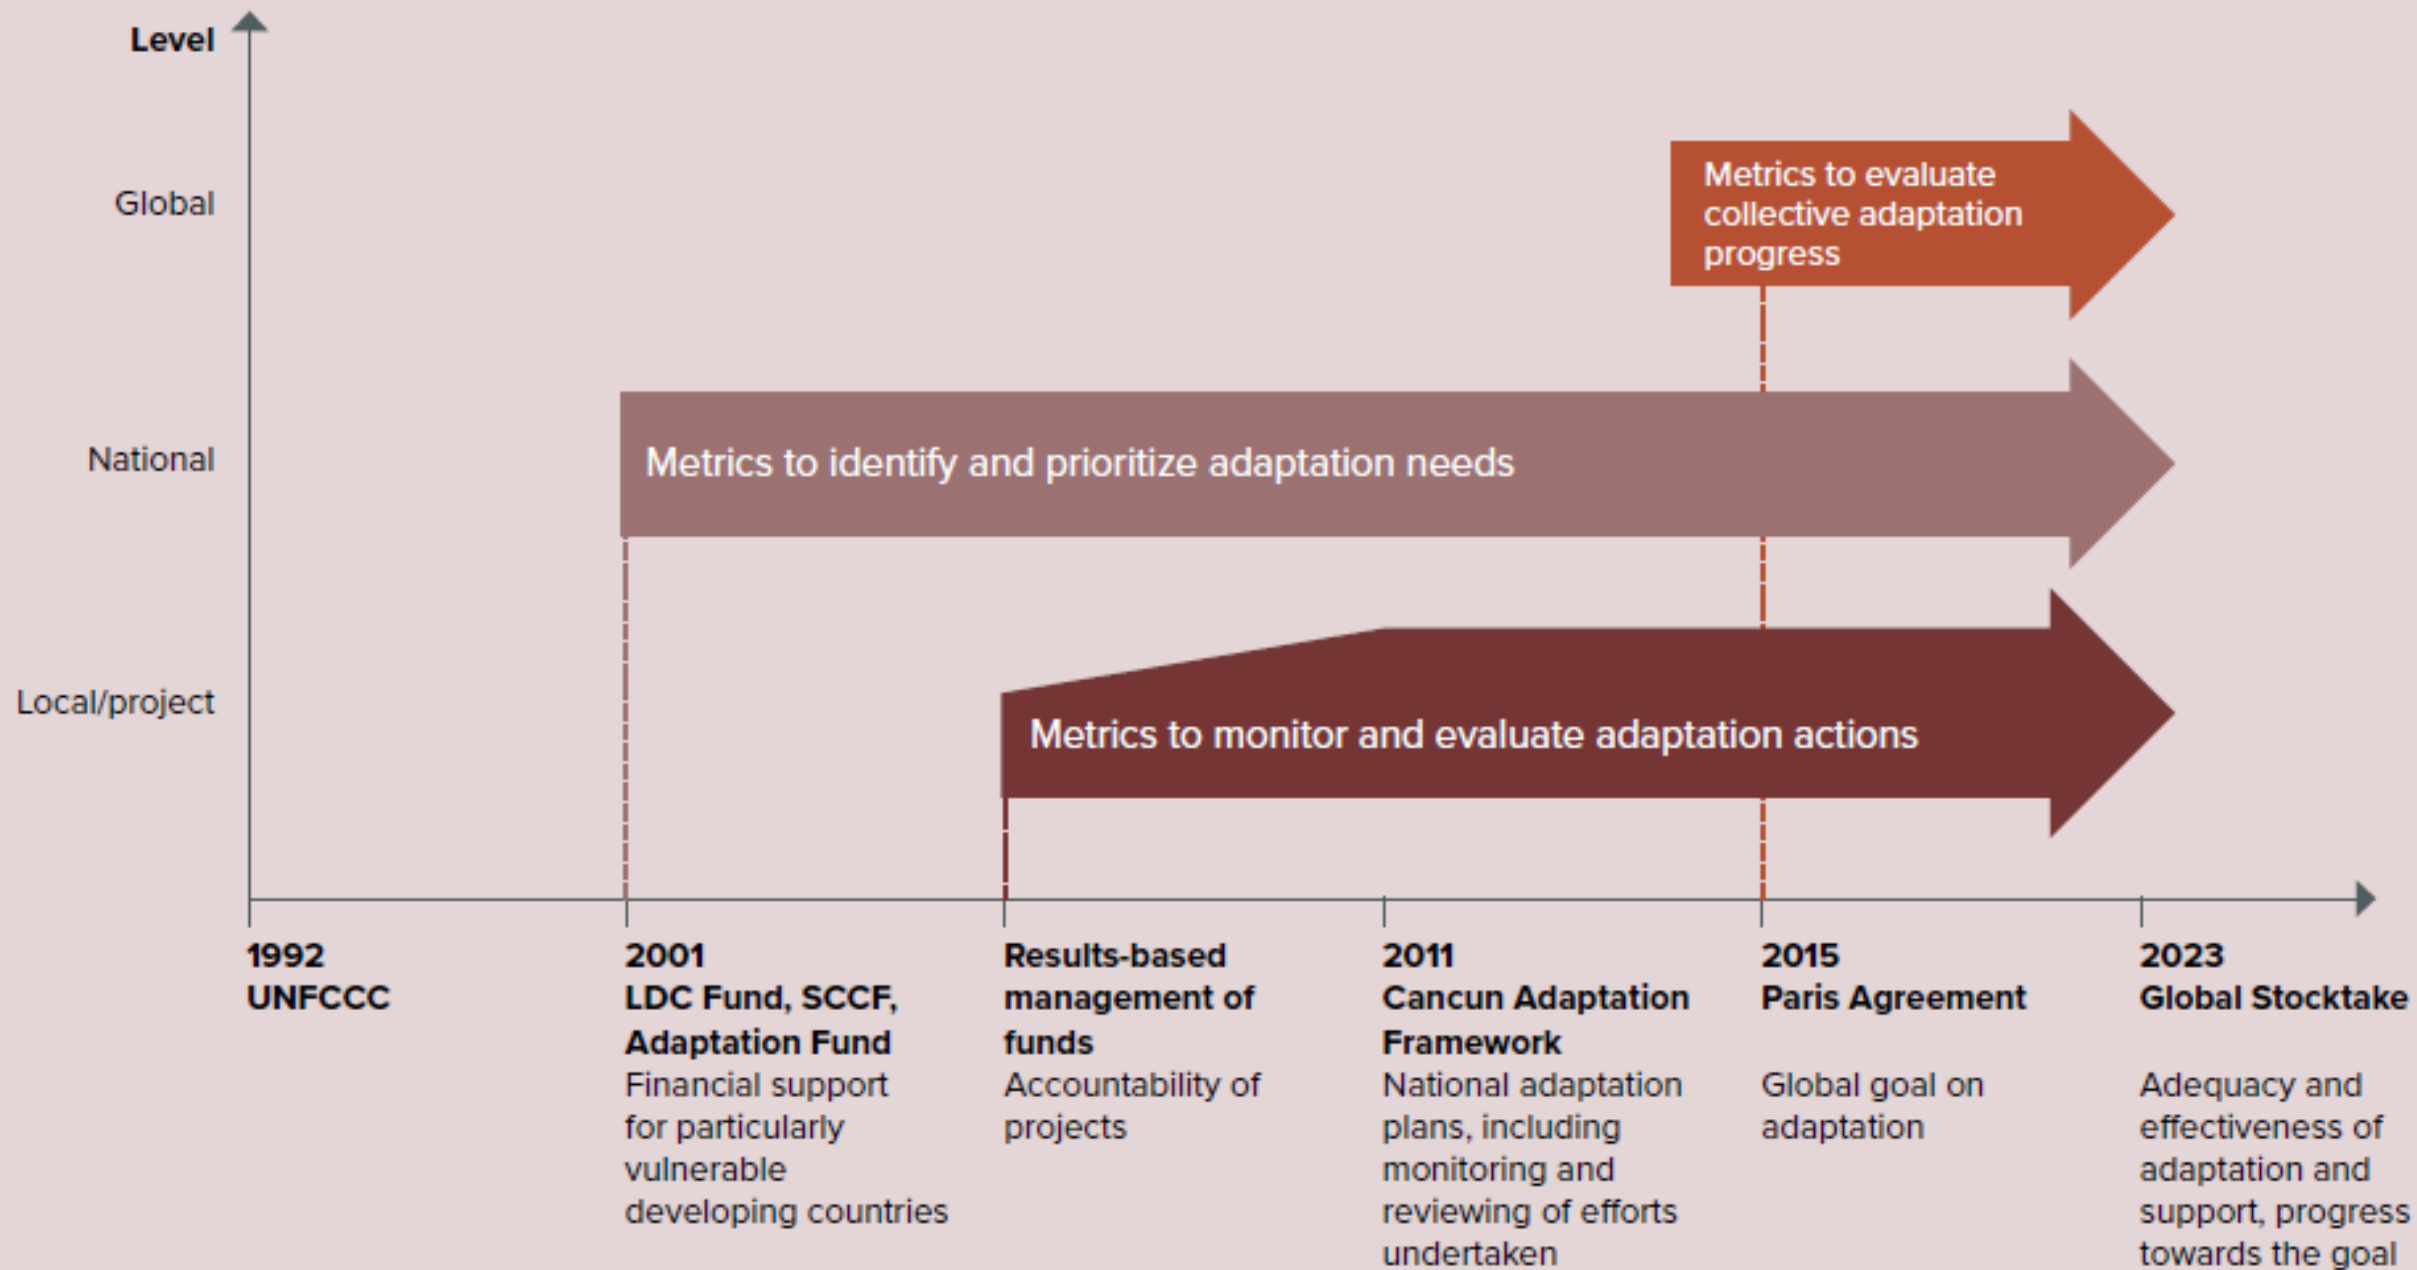 Level
Global
Metrics to evaluate
collective adaptation
progress
National
Metrics to identify and prioritize adaptation needs
Local/project
Metrics to monitor and evaluate adaptation actions
1992
UNFCCC
2001
LDC Fund, SCCF,
Adaptation Fund
Financial support
for particularly
vulnerable
developing countries
Results-based
management of
funds
Accountability of
projects
2011
Cancun Adaptation
Framework
National adaptation
plans, including
monitoring and
reviewing of efforts
undertaken
2015
Paris Agreement
Global goal on
adaptation
2023
Global Stocktake
Adequacy and
effectiveness of
adaptation and
support, progress
towards the goal